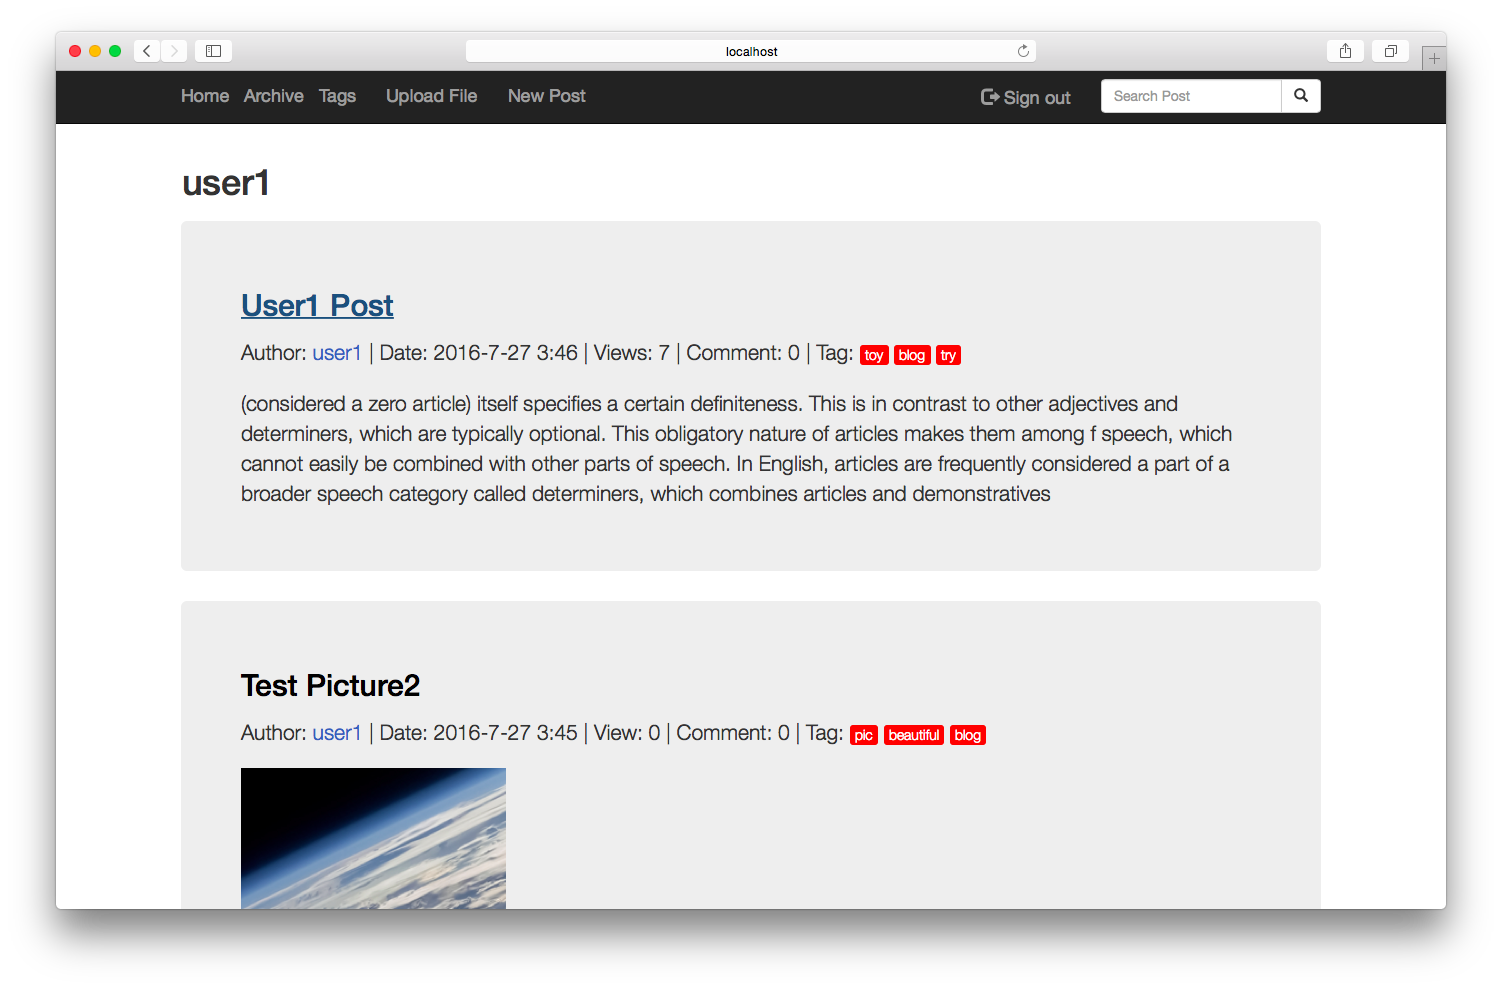 localhost
Home Archive Tags Upload File New Post Sign out Search Post
user1
User1 Post
Author: user1 | Date: 2016-7-27 3:46 | Views: 7 | Comment: 0 | Tag: toy blog try
(considered a zero article) itself specifies a certain definiteness. This is in contrast to other adjectives and
determiners, which are typically optional. This obligatory nature of articles makes them among f speech, which
cannot easily be combined with other parts of speech. In English, articles are frequently considered a part of a
broader speech category called determiners, which combines articles and demonstratives
Test Picture2
Author: user1 | Date: 2016-7-27 3:45 | View: 0 | Comment: 0 | Tag: pic beautiful blog